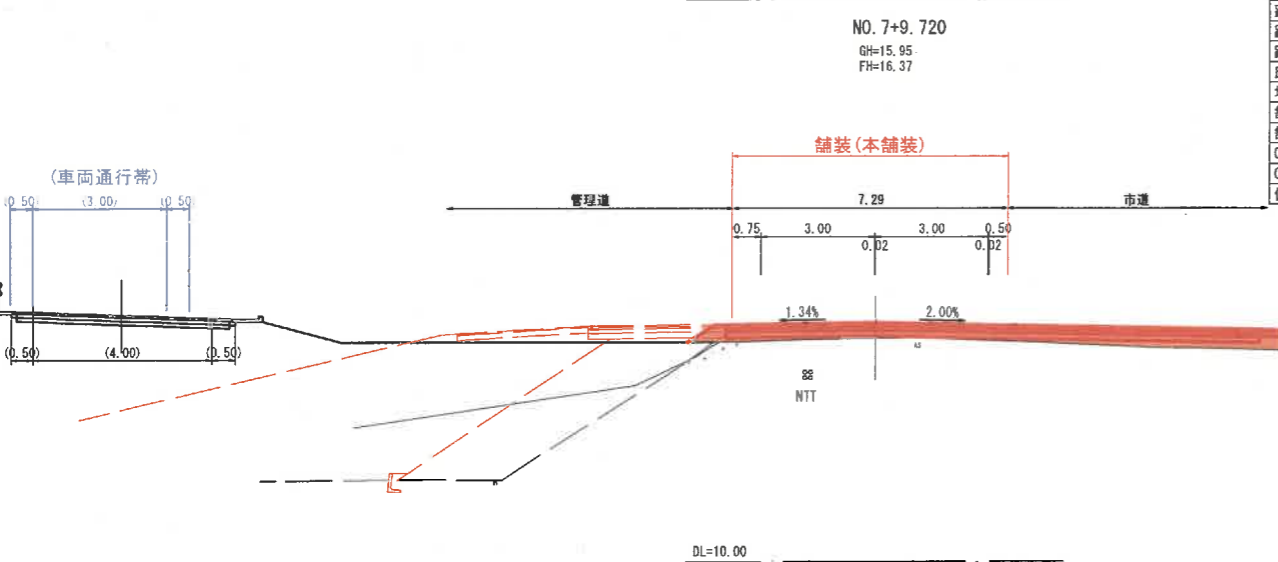 NO. 7+9. 720
GH=15. 95
FH=16. 37
舗装(本舗装)
(車両通行帯)
(0.50) (3.00) (0.50)
管理道 7.29 市道
0.75 3.00 3.00 0.50
0.02 0.02
1.34% 2.00%
(0.50) (4.00) (0.50)
NTT
DL=10.00